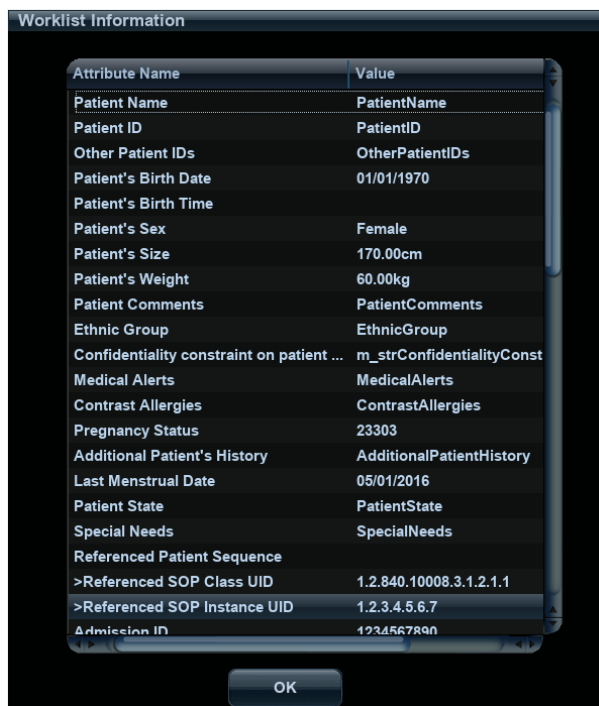 Worklist Information
Attribute Name Value
Patient Name PatientName
Patient ID PatientID
Other Patient IDs OtherPatientIDs
Patient's Birth Date 01/01/1970
Patient's Birth Time
Patient's Sex Female
Patient's Size 170.00cm
Patient's Weight 60.00kg
Patient Comments PatientComments
Ethnic Group EthnicGroup
Confidentiality constraint on patient ... m_strConfidentialityConst
Medical Alerts MedicalAlerts
Contrast Allergies ContrastAllergies
Pregnancy Status 23303
Additional Patient's History AdditionalPatientHistory
Last Menstrual Date 05/01/2016
Patient State PatientState
Special Needs SpecialNeeds
Referenced Patient Sequence
>Referenced SOP Class UID 1.2.840.10008.3.1.2.1.1
>Referenced SOP Instance UID 1.2.3.4.5.6.7
Admission ID 1234567890
OK